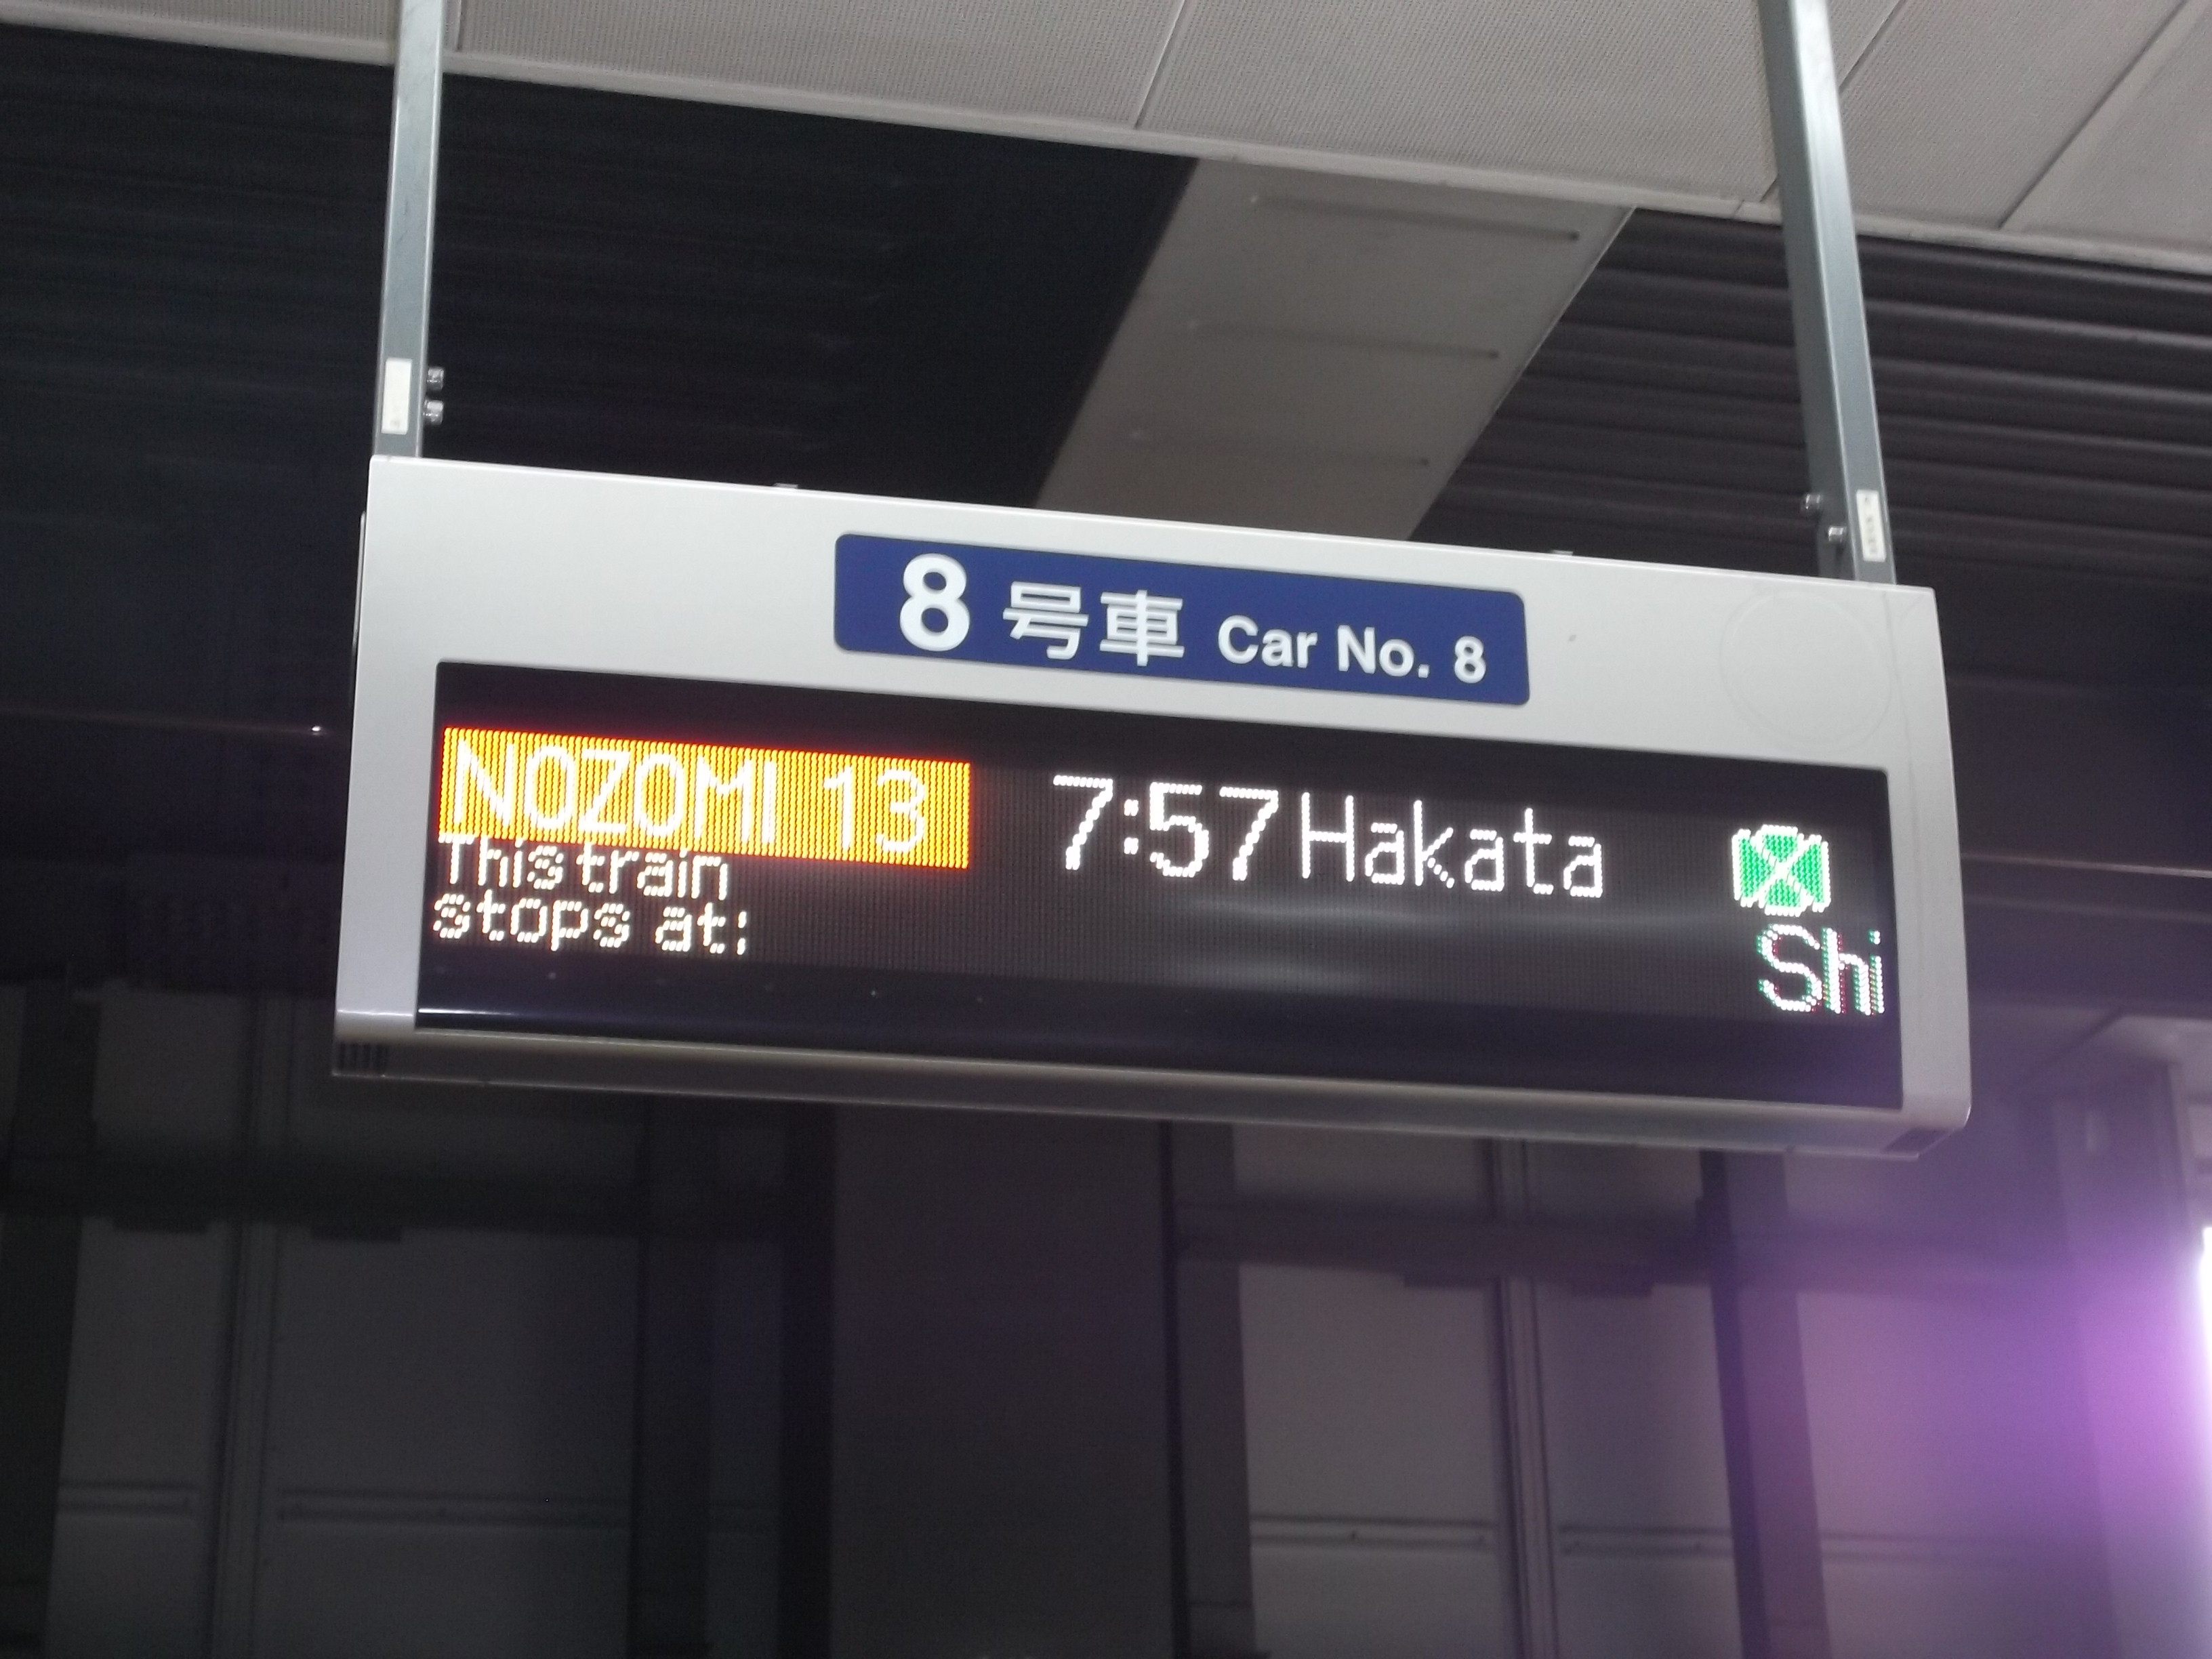 8 号車 Car No. 8
NOZOMI 13 7:57 Hakata
This train
stops at:
Shi